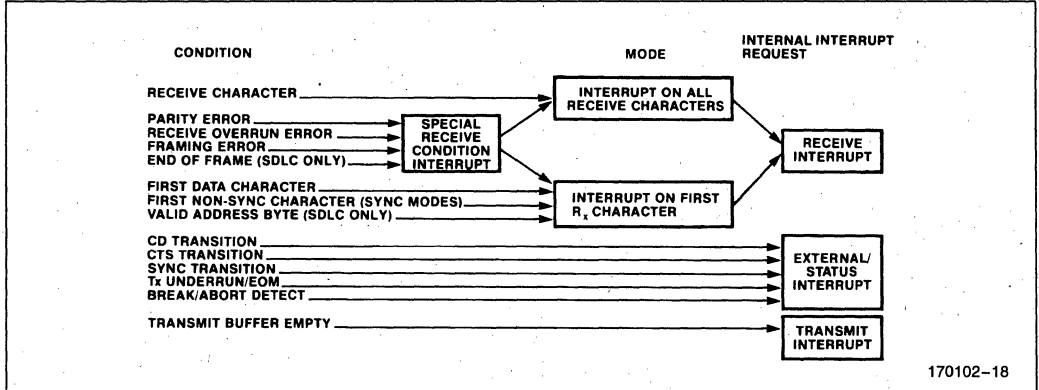 CONDITION
MODE
INTERNAL INTERRUPT
REQUEST
RECEIVE CHARACTER
INTERRUPT ON ALL
RECEIVE CHARACTERS
PARITY ERROR
RECEIVE OVERRUN ERROR
FRAMING ERROR
END OF FRAME (SDLC ONLY)
SPECIAL
RECEIVE
CONDITION
INTERRUPT
RECEIVE
INTERRUPT
FIRST DATA CHARACTER
FIRST NON-SYNC CHARACTER (SYNC MODES)
VALID ADDRESS BYTE (SDLC ONLY)
INTERRUPT ON FIRST
Rx CHARACTER
CD TRANSITION
CTS TRANSITION
SYNC TRANSITION
Tx UNDERRUN/EOM
BREAK/ABORT DETECT
EXTERNAL/
STATUS
INTERRUPT
TRANSMIT BUFFER EMPTY
TRANSMIT
INTERRUPT
170102-18